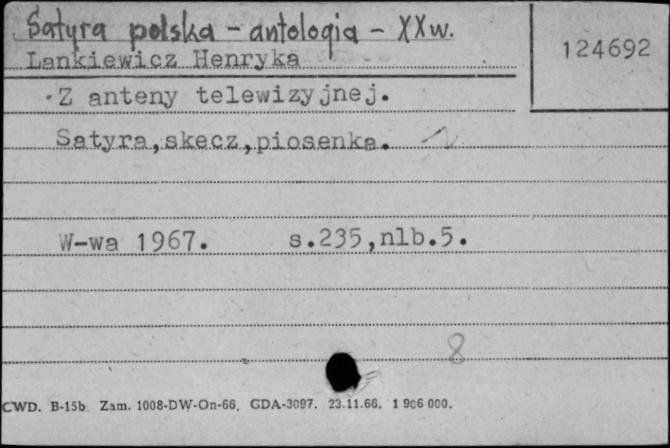 Satyra polska - antologia - XXw.
124692
Lankiewicz Henryka
Z anteny telewizyjnej.
Satyra,skecz,piosenka.
W-wa 1967. s.235,nlb.5.
8
CWD. B-15b Zam. 1008-DW-On-66. GDA-3097. 23.11.66. 1 906 000.